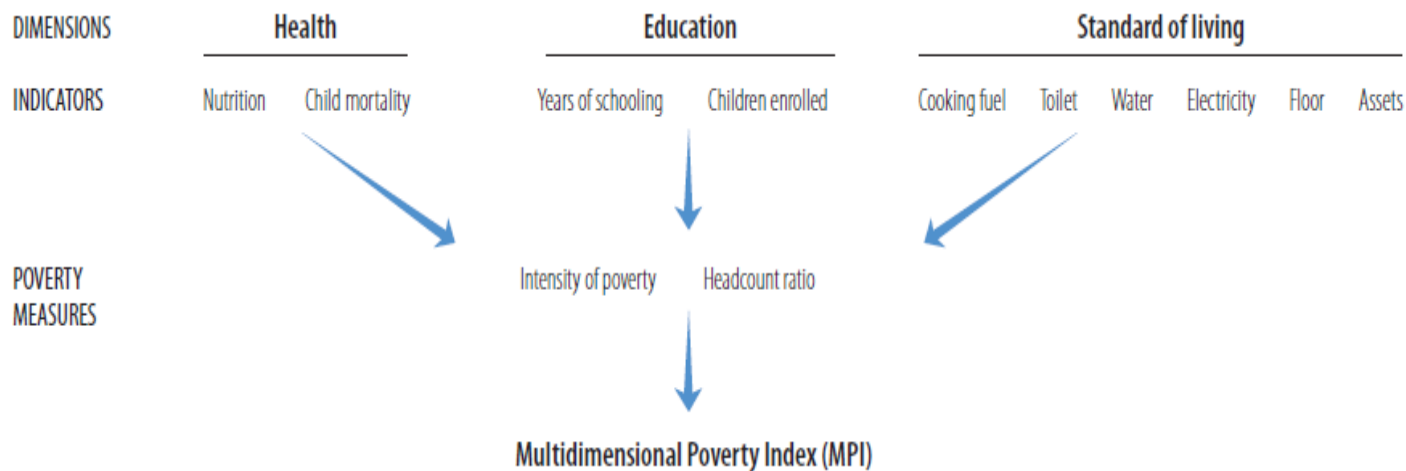 DIMENSIONS Health Education Standard of living
INDICATORS Nutrition Child mortality Years of schooling Children enrolled Cooking fuel Toilet Water Electricity Floor Assets
POVERTY Intensity of poverty Headcount ratio
MEASURES
Multidimensional Poverty Index (MPI)